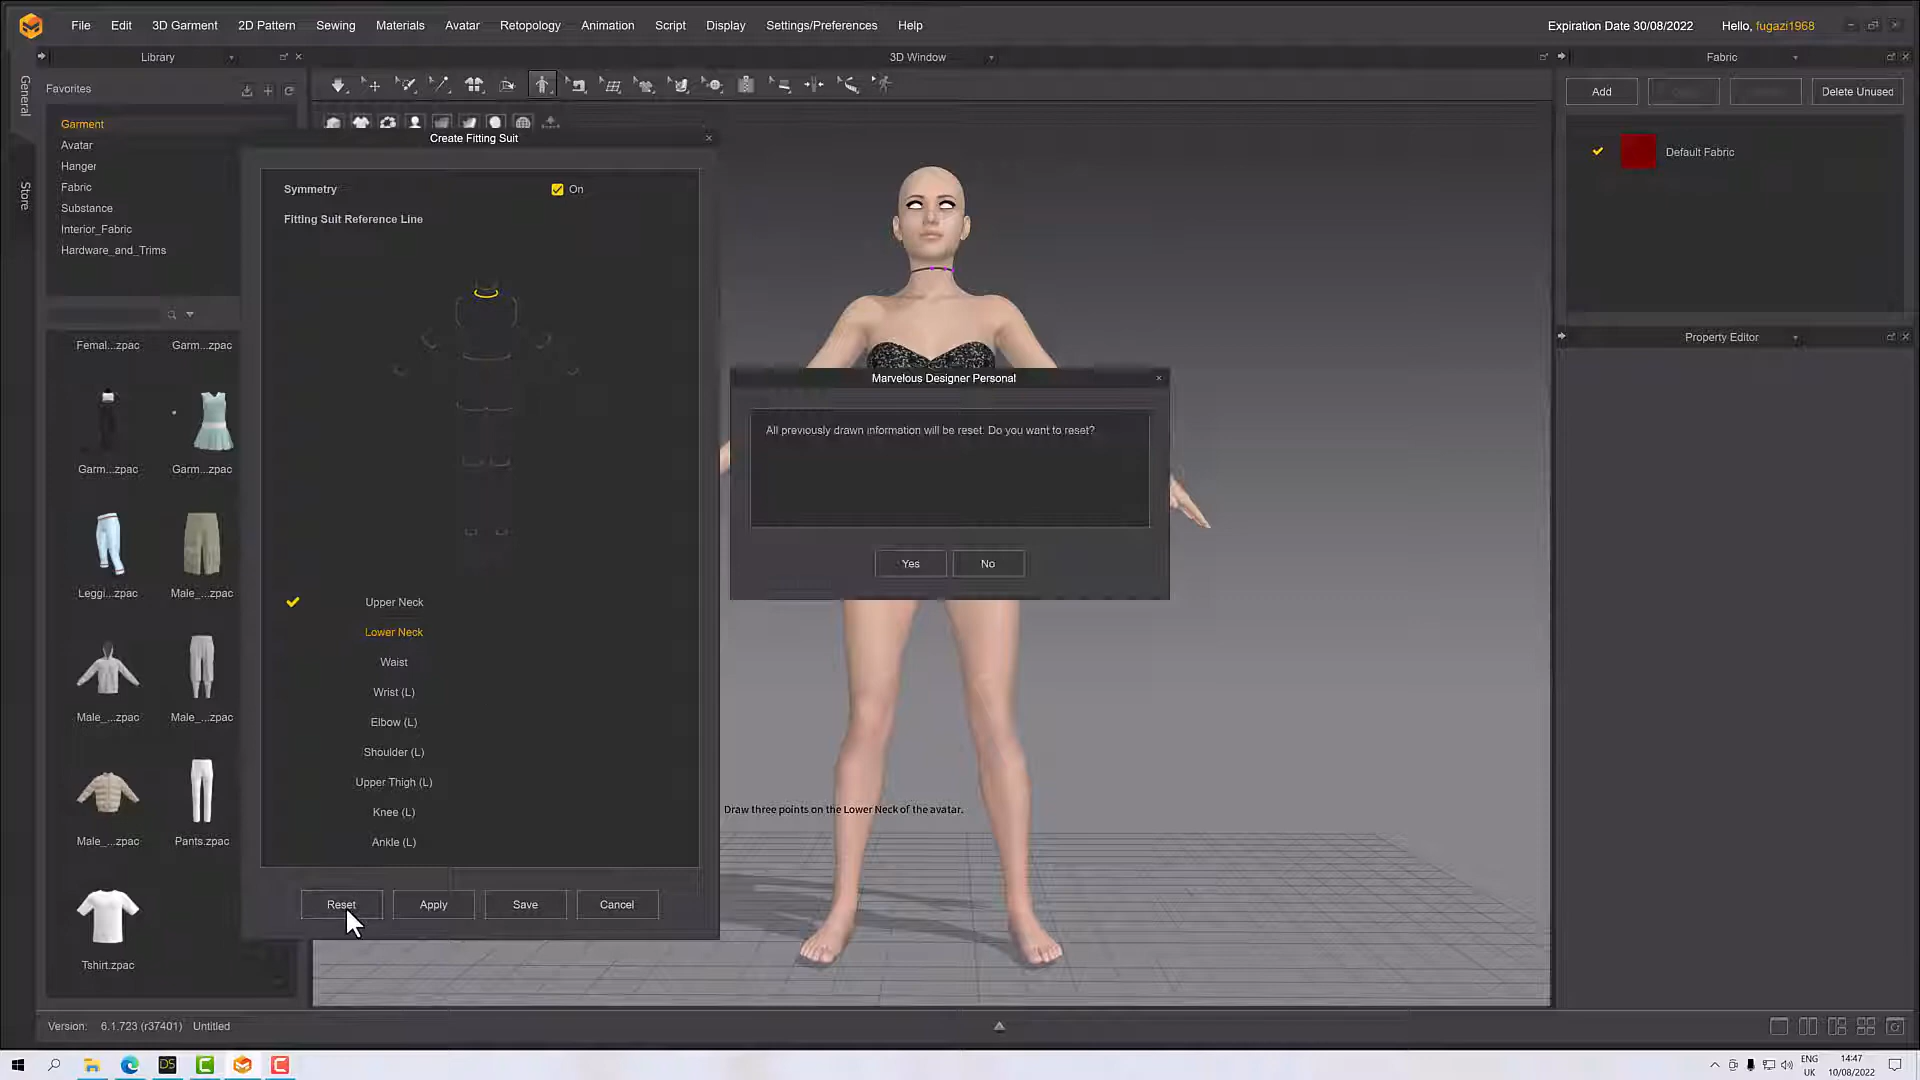 File Edit 3D Garment 2D Pattern Sewing Materials Avatar Retopology Animation Script Display Settings/Preferences Help Expiration Date 30/08/2022 Hello, fugazi1968
Library 3D Window Fabric
General
Store
Favorites
Garment
Avatar
Hanger
Fabric
Substance
Interior_Fabric
Hardware_and_Trims
Femal...zpac Garm...zpac
Garm...zpac Garm...zpac
Leggi...zpac Male_...zpac
Male_...zpac Male_...zpac
Male_...zpac Pants.zpac
Tshirt.zpac
Create Fitting Suit
Symmetry On
Fitting Suit Reference Line
Upper Neck
Lower Neck
Waist
Wrist (L)
Elbow (L)
Shoulder (L)
Upper Thigh (L)
Knee (L)
Ankle (L)
Reset Apply Save Cancel
Marvelous Designer Personal
All previously drawn information will be reset. Do you want to reset?
Yes No
Draw three points on the Lower Neck of the avatar.
Add Delete Unused
Default Fabric
Property Editor
Version: 6.1.723 (r37401) Untitled
DS
ENG
UK
14:47
10/08/2022